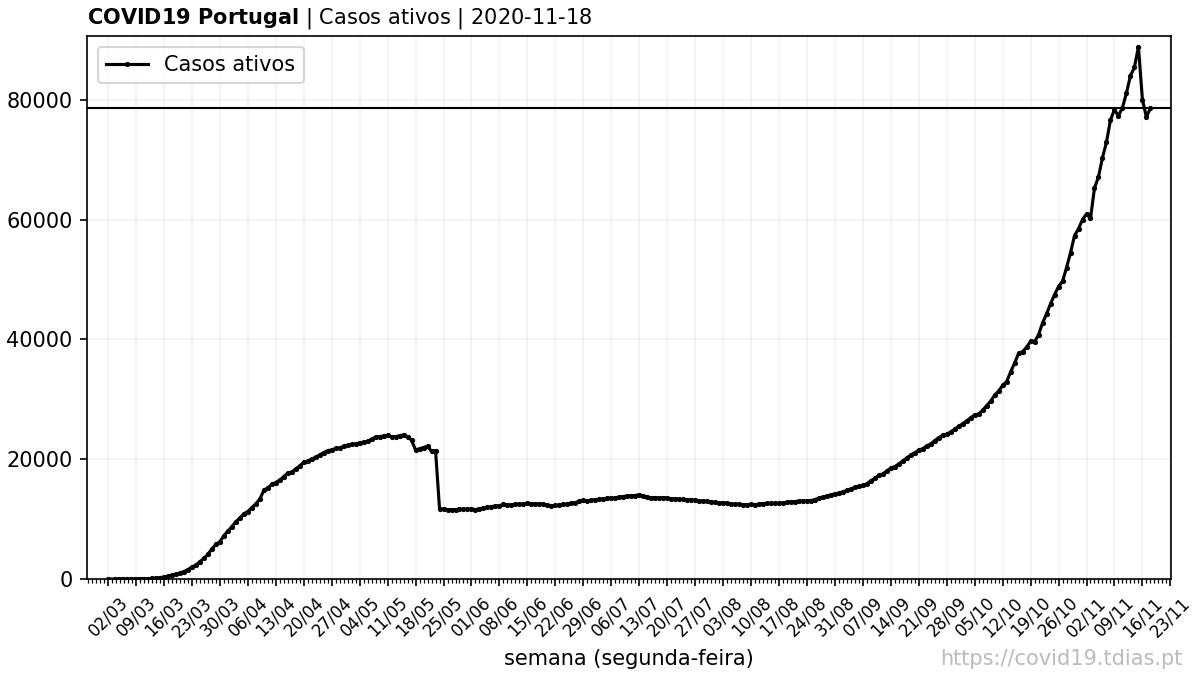 COVID19 Portugal | Casos ativos | 2020-11-18
Casos ativos
80000
60000
40000
20000
0
02/03 09/03 16/03 23/03 30/03 06/04 13/04 20/04 27/04 04/05 11/05 18/05 25/05 01/06 08/06 15/06 22/06 29/06 06/07 13/07 20/07 27/07 03/08 10/08 17/08 24/08 31/08 07/09 14/09 21/09 28/09 05/10 12/10 19/10 26/10 02/11 09/11 16/11 23/11
semana (segunda-feira)
https://covid19.tdias.pt